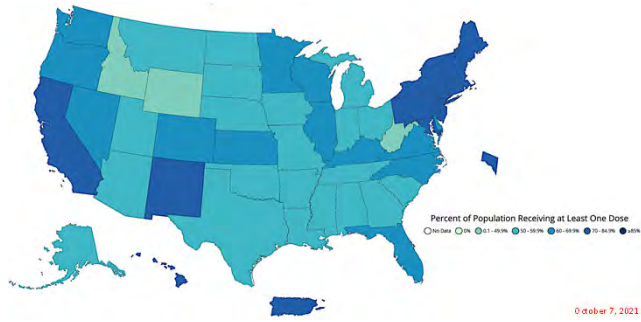 Percent of Population Receiving at Least One Dose
No Data 0% 0.1 - 49.9% 50 - 59.9% 60 - 69.9% 70 - 84.9% ≥85%
October 7, 2021